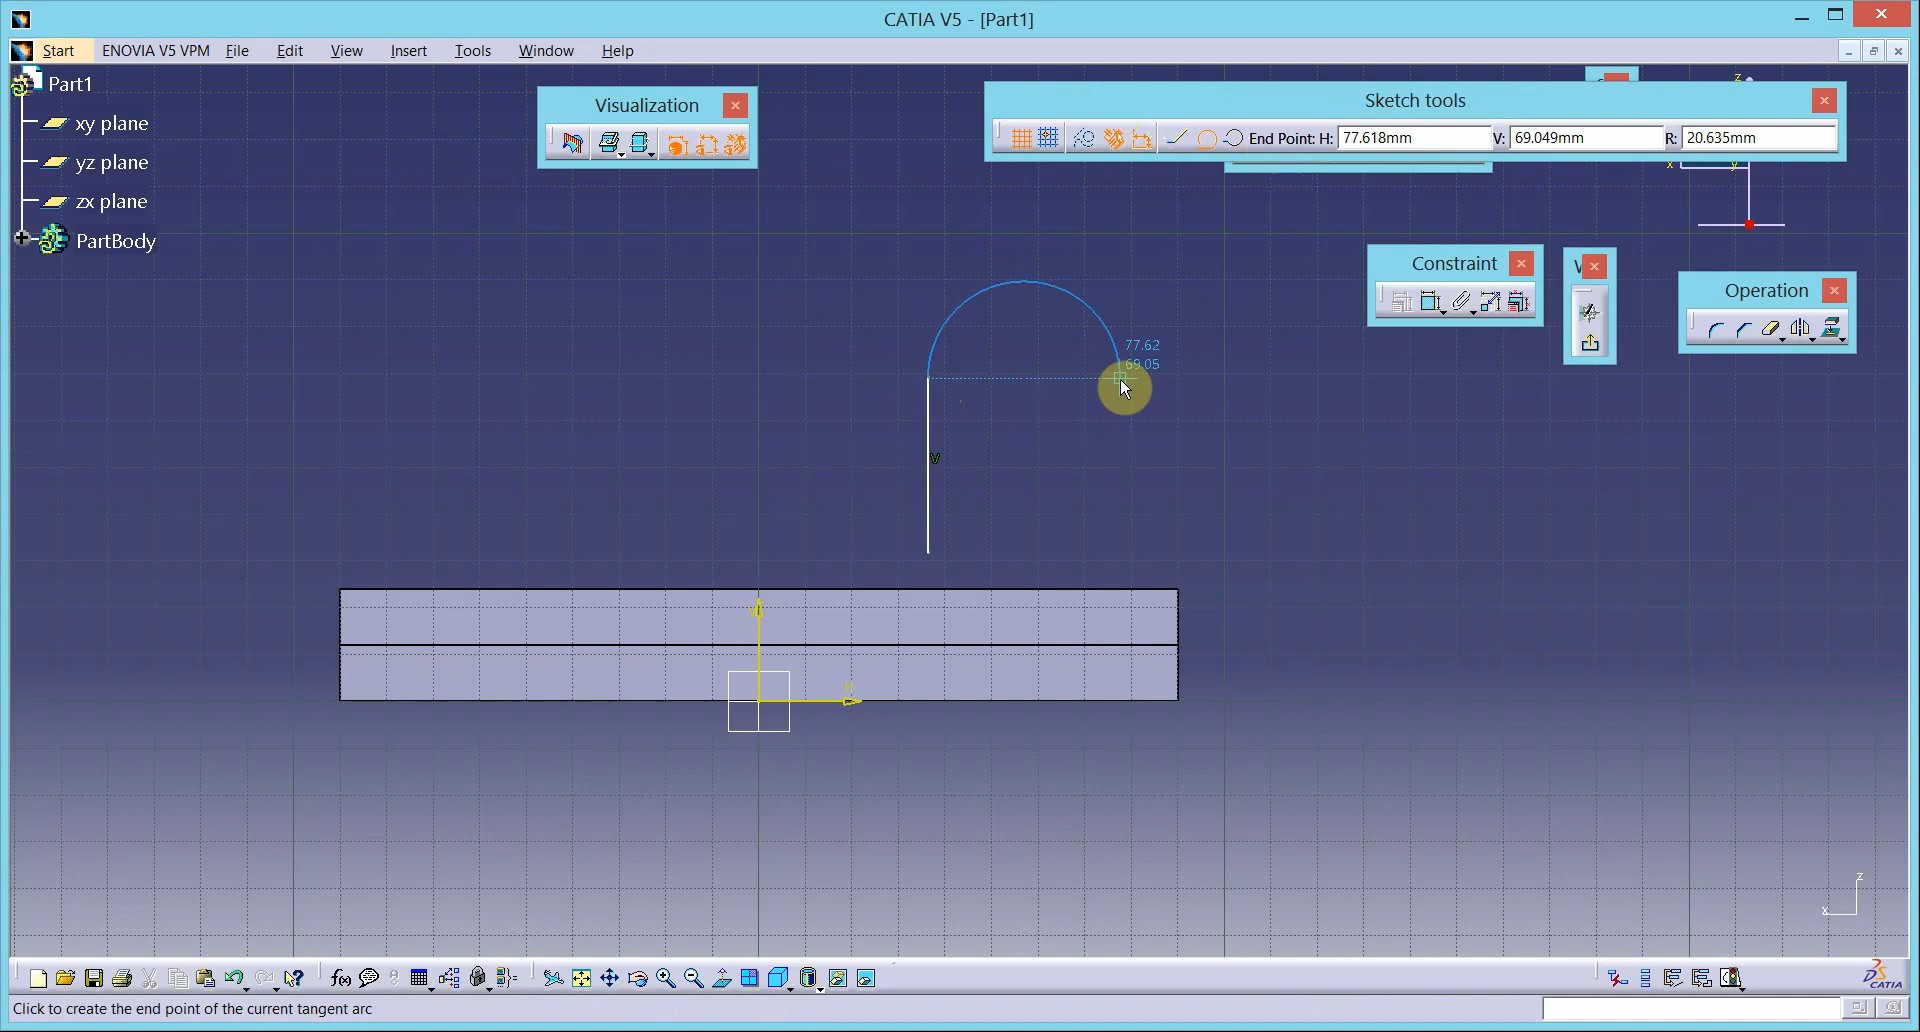 CATIA V5 - [Part1]
Start ENOVIA V5 VPM File Edit View Insert Tools Window Help
Part1
xy plane
yz plane
zx plane
PartBody
Visualization
Sketch tools
End Point: H: 77.618mm V: 69.049mm R: 20.635mm
z
x y
Constraint
Operation
77.62
69.05
V
V
H
z
x
f(x)
CATIA
Click to create the end point of the current tangent arc